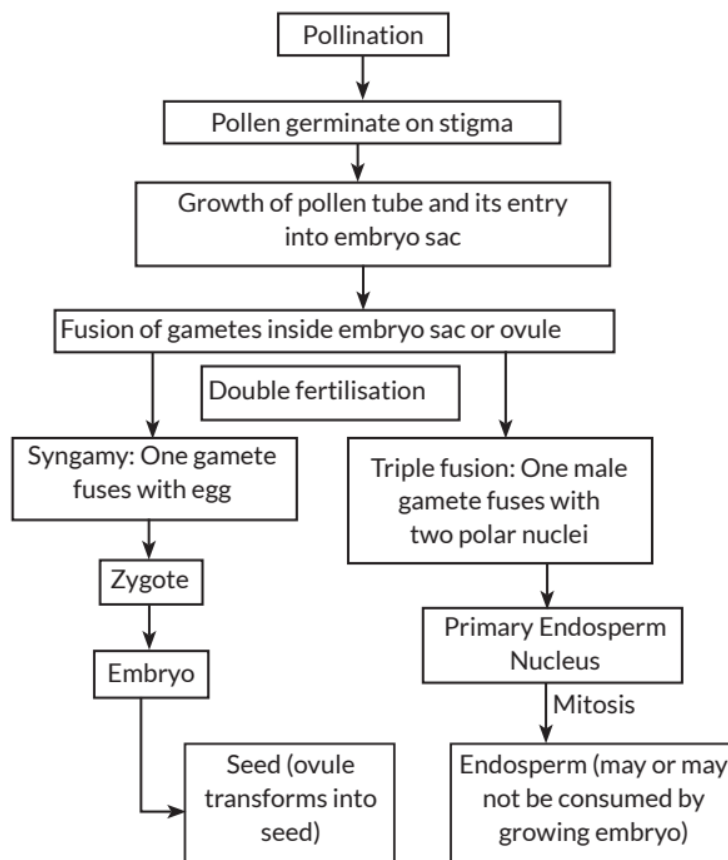 Pollination
Pollen germinate on stigma
Growth of pollen tube and its entry
into embryo sac
Fusion of gametes inside embryo sac or ovule
Double fertilisation
Syngamy: One gamete
fuses with egg
Triple fusion: One male
gamete fuses with
two polar nuclei
Zygote
Primary Endosperm
Nucleus
Embryo
Mitosis
Seed (ovule
transforms into
seed)
Endosperm (may or may
not be consumed by
growing embryo)